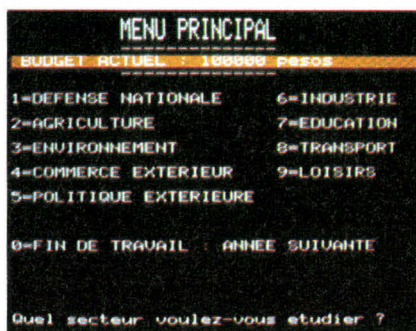 MENU PRINCIPAL
BUDGET ACTUEL : 100000 pesos
1=DEFENSE NATIONALE 6=INDUSTRIE
2=AGRICULTURE 7=EDUCATION
3=ENVIRONNEMENT 8=TRANSPORT
4=COMMERCE EXTERIEUR 9=LOISIRS
5=POLITIQUE EXTERIEURE
0=FIN DE TRAVAIL : ANNEE SUIVANTE
Quel secteur voulez-vous etudier ?